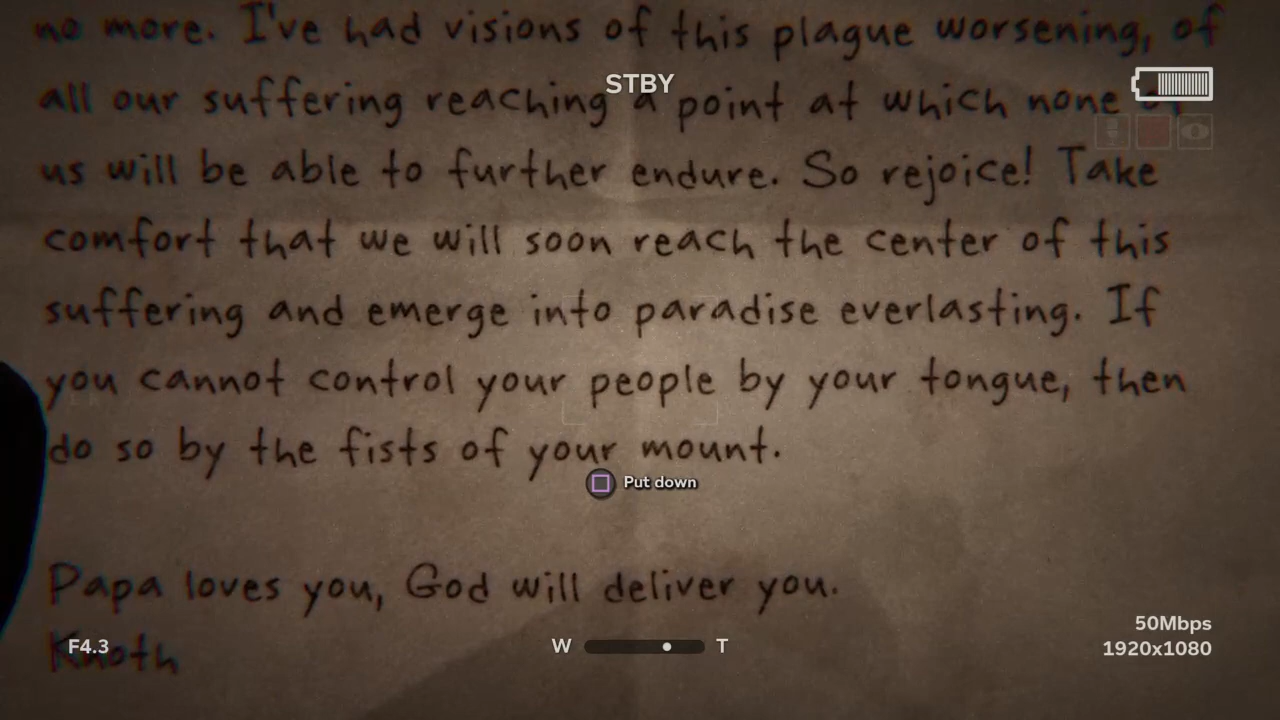 no more. I've had visions of this plague worsening, of
STBY
all our suffering reaching a point at which none of
us will be able to further endure. So rejoice! Take
comfort that we will soon reach the center of this
suffering and emerge into paradise everlasting. If
you cannot control your people by your tongue, then
do so by the fists of your mount.
Put down
Papa loves you, God will deliver you.
Knoth
F4.3
W T
50Mbps
1920x1080